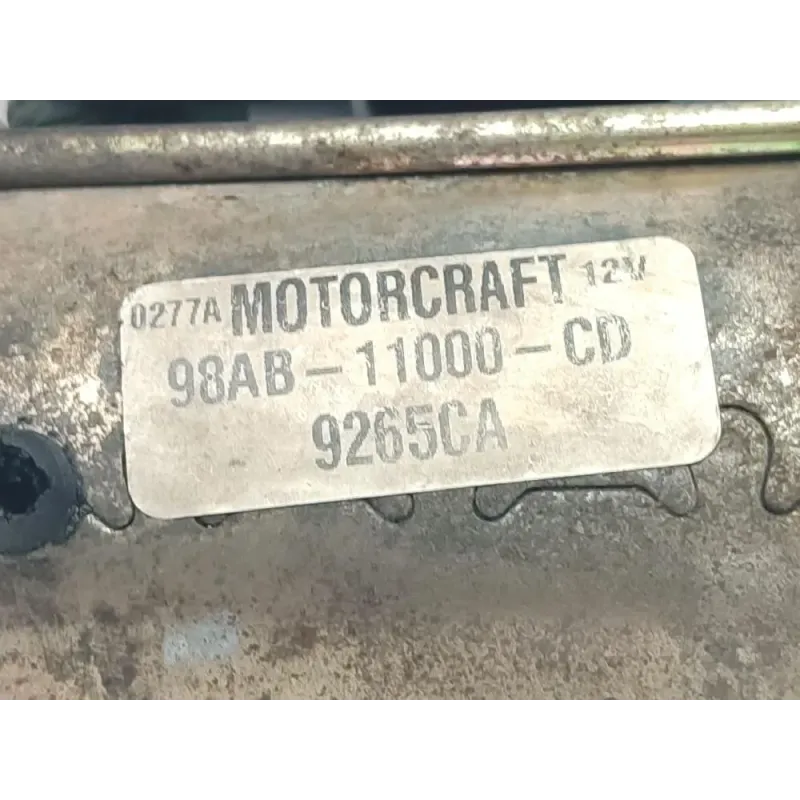 0277A MOTORCRAFT 12V
98AB-11000-CD
9265CA